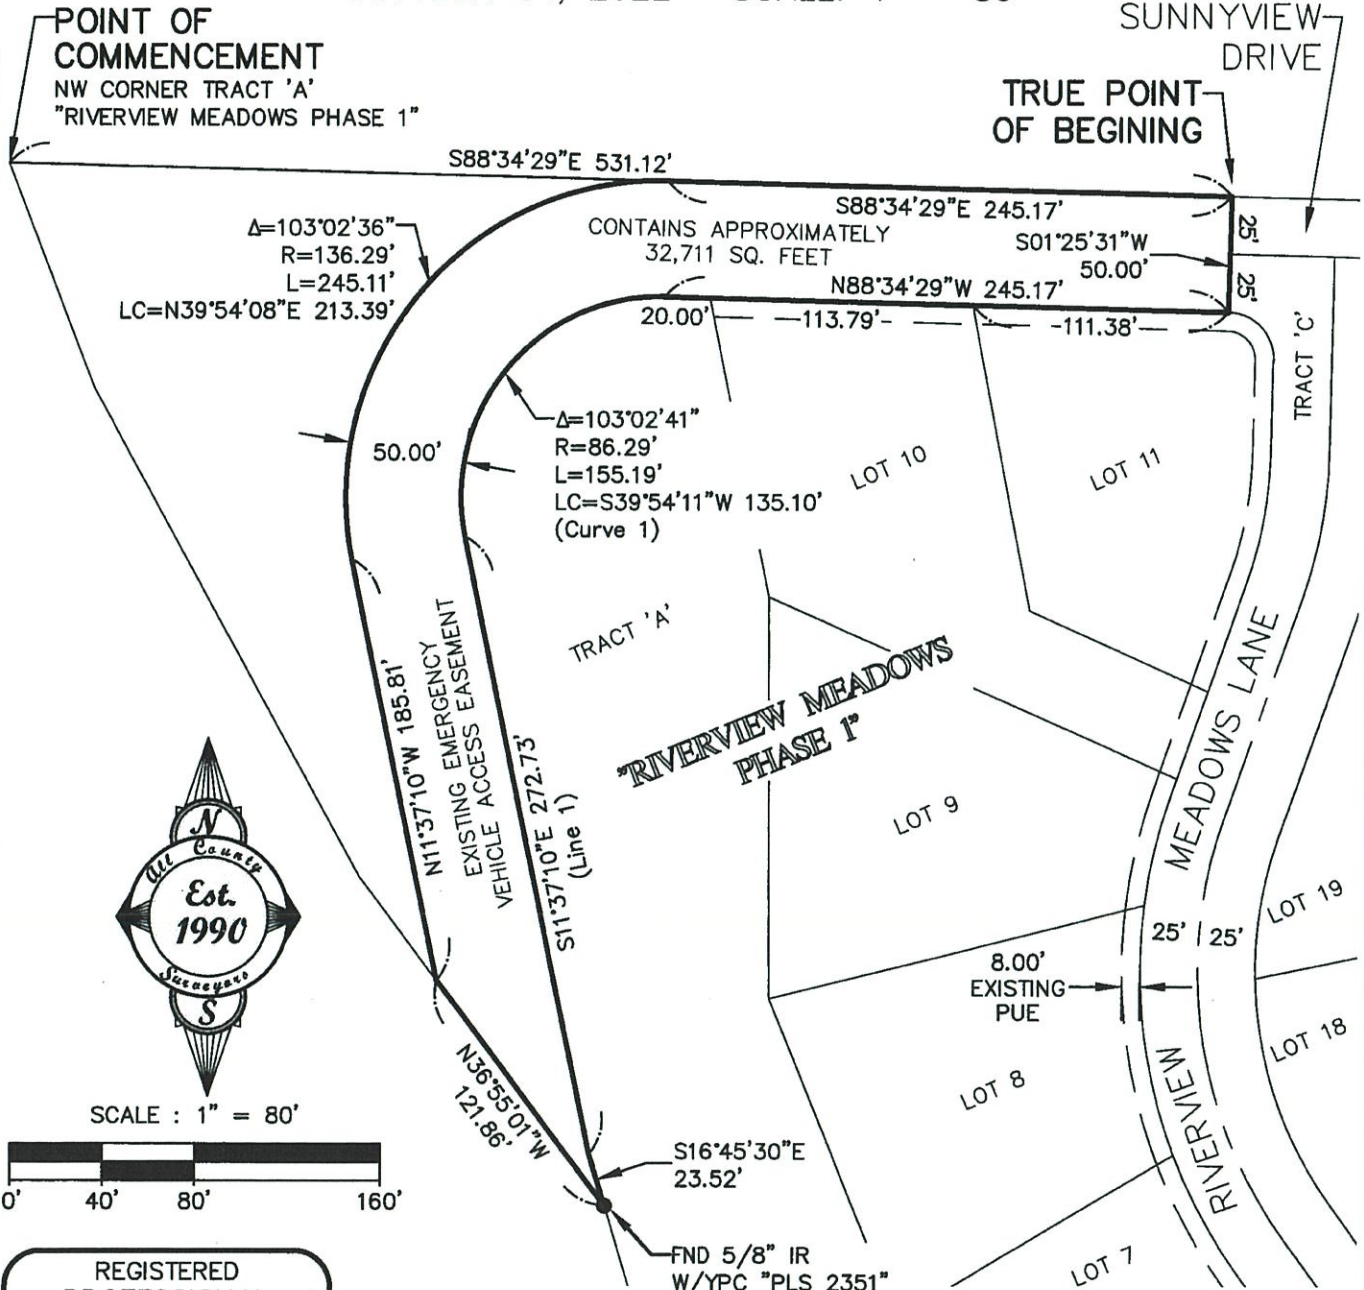 POINT OF
COMMENCEMENT
NW CORNER TRACT 'A'
"RIVERVIEW MEADOWS PHASE 1"
SUNNYVIEW
DRIVE
TRUE POINT
OF BEGINING
S88°34'29"E 531.12'
S88°34'29"E 245.17'
Δ=103°02'36"
R=136.29'
L=245.11'
LC=N39°54'08"E 213.39'
CONTAINS APPROXIMATELY
32,711 SQ. FEET
S01°25'31"W
50.00'
25'
25'
N88°34'29"W 245.17'
20.00'
113.79'
111.38'
TRACT 'C'
Δ=103°02'41"
R=86.29'
L=155.19'
LC=S39°54'11"W 135.10'
(Curve 1)
50.00'
LOT 10
LOT 11
TRACT 'A'
"RIVERVIEW MEADOWS
PHASE 1"
N11°37'10"W 185.81'
EXISTING EMERGENCY
VEHICLE ACCESS EASEMENT
S11°37'10"E 272.73'
(Line 1)
LOT 9
MEADOWS LANE
N
All County
Est.
1990
Surveyors
S
LOT 19
25'
25'
8.00'
EXISTING
PUE
LOT 18
LOT 8
RIVERVIEW
N36°55'01"W
121.86'
SCALE : 1" = 80'
0' 40' 80' 160'
S16°45'30"E
23.52'
FND 5/8" IR
W/YPC "PLS 2351"
LOT 7
REGISTERED